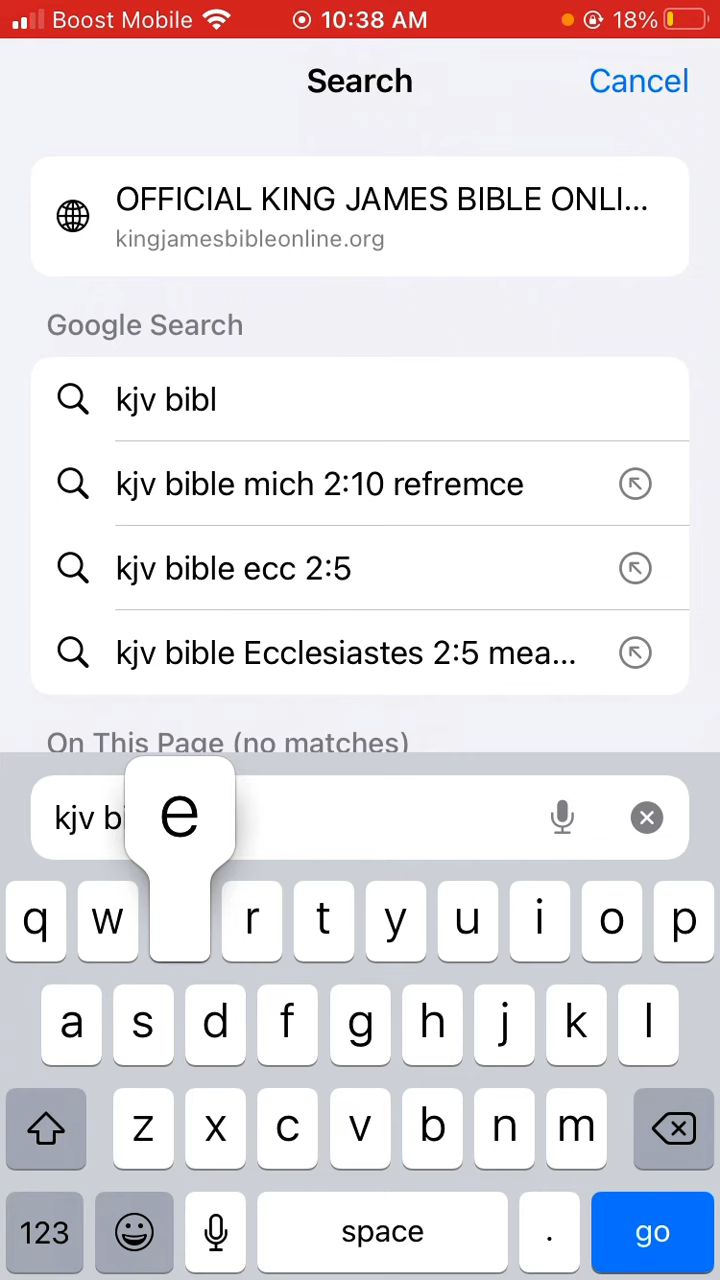 Boost Mobile 10:38 AM 18%
Search Cancel
OFFICIAL KING JAMES BIBLE ONLI...
kingjamesbibleonline.org
Google Search
kjv bibl
kjv bible mich 2:10 refremce
kjv bible ecc 2:5
kjv bible Ecclesiastes 2:5 mea...
On This Page (no matches)
kjv bi e
q w r t y u i o p
a s d f g h j k l
z x c v b n m
123 space . go